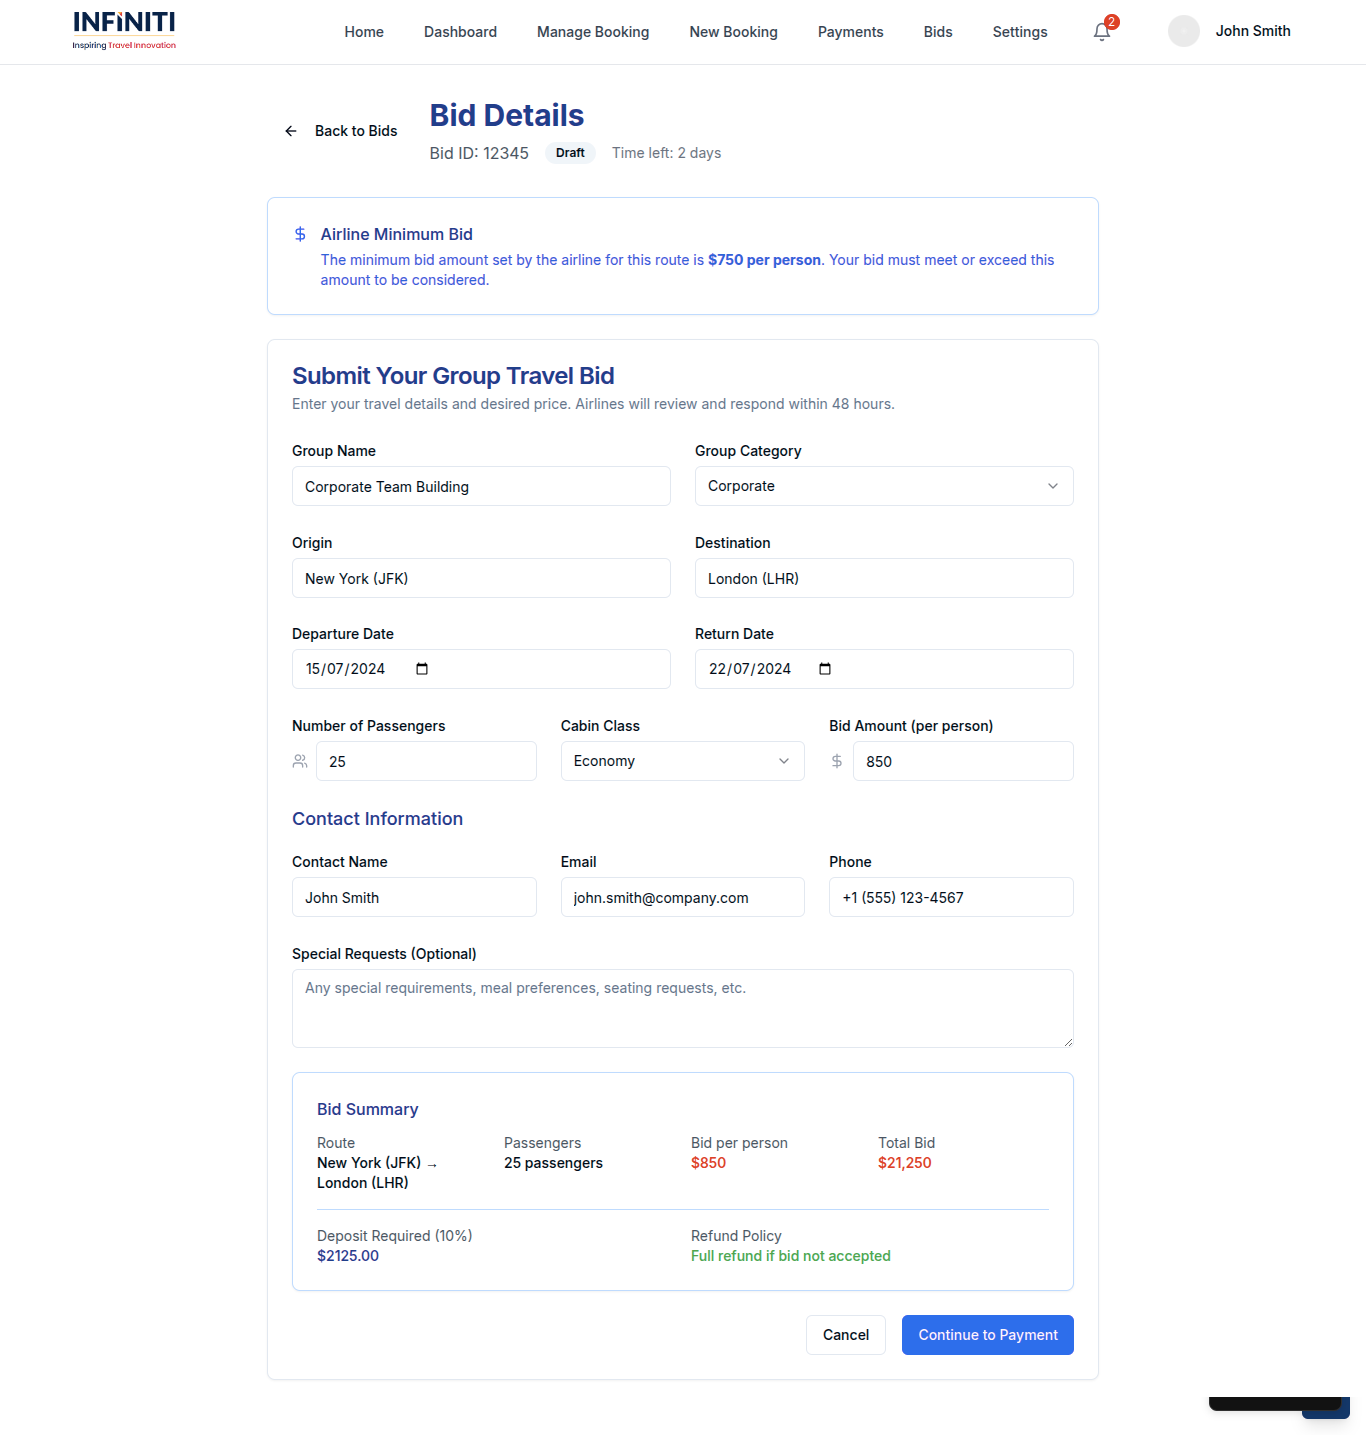 INFINITI
Inspiring Travel Innovation
Home
Dashboard
Manage Booking
New Booking
Payments
Bids
Settings
2
John Smith
Back to Bids
Bid Details
Bid ID: 12345
Draft
Time left: 2 days
Airline Minimum Bid
The minimum bid amount set by the airline for this route is $750 per person. Your bid must meet or exceed this
amount to be considered.
Submit Your Group Travel Bid
Enter your travel details and desired price. Airlines will review and respond within 48 hours.
Group Name
Group Category
Corporate Team Building
Corporate
Origin
Destination
New York (JFK)
London (LHR)
Departure Date
Return Date
15/07/2024
22/07/2024
Number of Passengers
Cabin Class
Bid Amount (per person)
25
Economy
$ 850
Contact Information
Contact Name
Email
Phone
John Smith
john.smith@company.com
+1 (555) 123-4567
Special Requests (Optional)
Any special requirements, meal preferences, seating requests, etc.
Bid Summary
Route
Passengers
Bid per person
Total Bid
New York (JFK) →
London (LHR)
25 passengers
$850
$21,250
Deposit Required (10%)
Refund Policy
$2125.00
Full refund if bid not accepted
Cancel
Continue to Payment